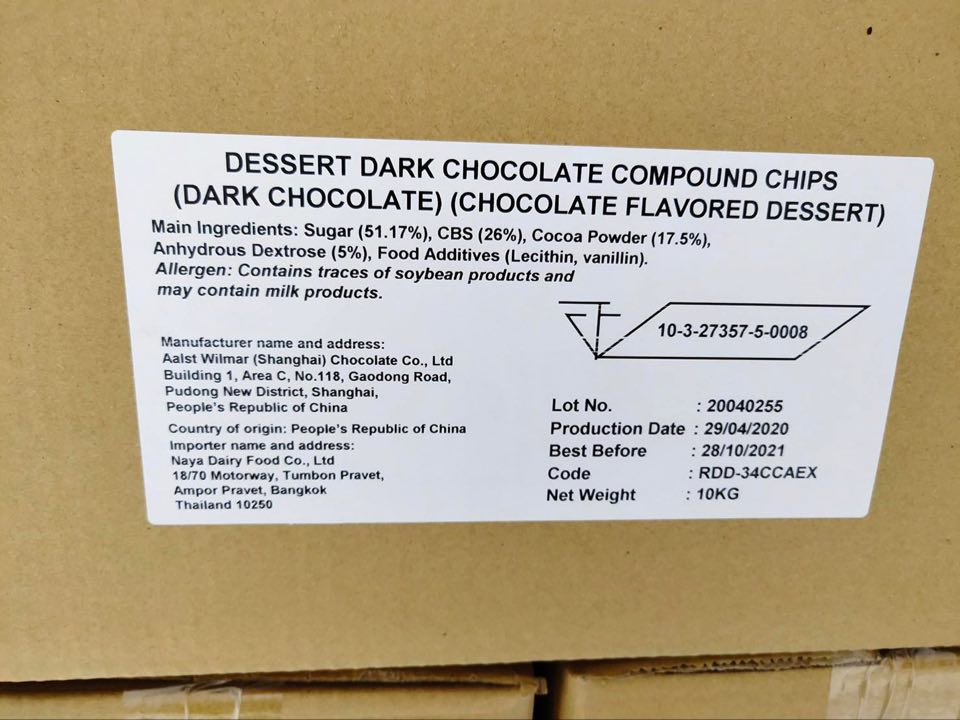 DESSERT DARK CHOCOLATE COMPOUND CHIPS
(DARK CHOCOLATE) (CHOCOLATE FLAVORED DESSERT)
Main Ingredients: Sugar (51.17%), CBS (26%), Cocoa Powder (17.5%),
Anhydrous Dextrose (5%), Food Additives (Lecithin, vanillin).
Allergen: Contains traces of soybean products and
may contain milk products.
10-3-27357-5-0008
Manufacturer name and address:
Aalst Wilmar (Shanghai) Chocolate Co., Ltd
Building 1, Area C, No.118, Gaodong Road,
Pudong New District, Shanghai,
People's Republic of China
Country of origin: People's Republic of China
Importer name and address:
Naya Dairy Food Co., Ltd
18/70 Motorway, Tumbon Pravet,
Ampor Pravet, Bangkok
Thailand 10250
Lot No. : 20040255
Production Date : 29/04/2020
Best Before : 28/10/2021
Code : RDD-34CCAEX
Net Weight : 10KG